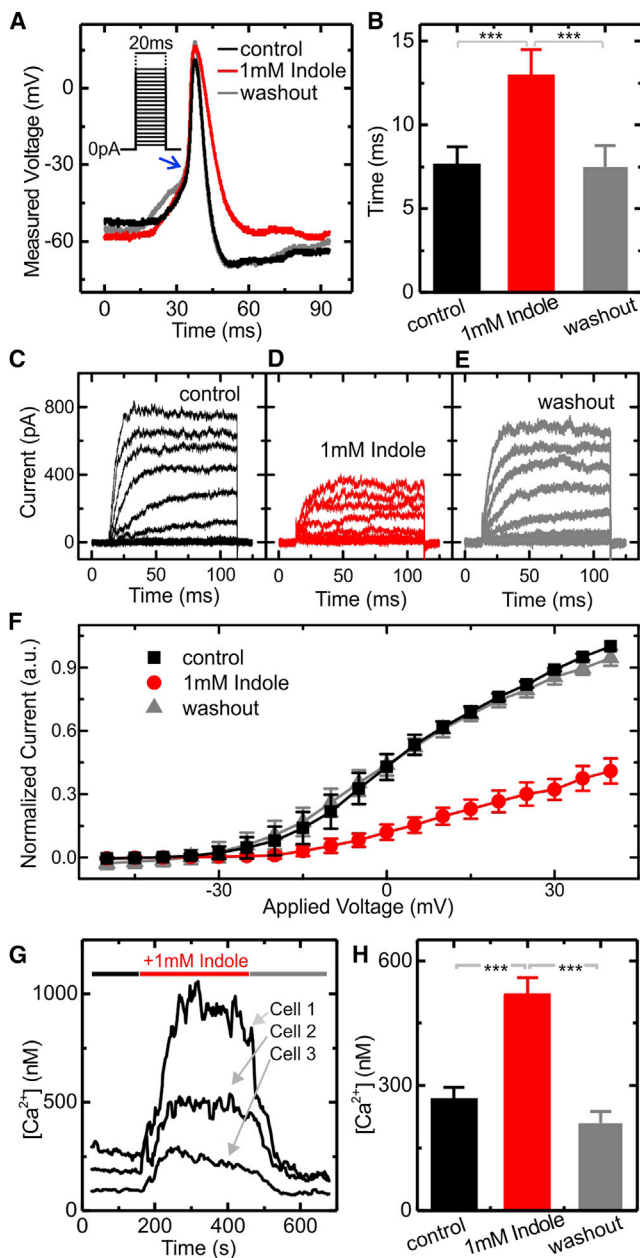 A
20ms
0pA
control
1mM Indole
washout
Measured Voltage (mV)
0
-30
-60
0 30 60 90
Time (ms)
B
*** ***
Time (ms)
15
12
9
6
control 1mM Indole washout
C
control
Current (pA)
800
400
0
0 50 100
Time (ms)
D
1mM Indole
0 50 100
Time (ms)
E
washout
0 50 100
Time (ms)
F
control
1mM Indole
washout
Normalized Current (a.u.)
0.9
0.6
0.3
0.0
-30 0 30
Applied Voltage (mV)
G
+1mM Indole
Cell 1
Cell 2
Cell 3
[Ca2+] (nM)
1000
500
0
0 200 400 600
Time (s)
H
*** ***
[Ca2+] (nM)
600
300
0
control 1mM Indole washout